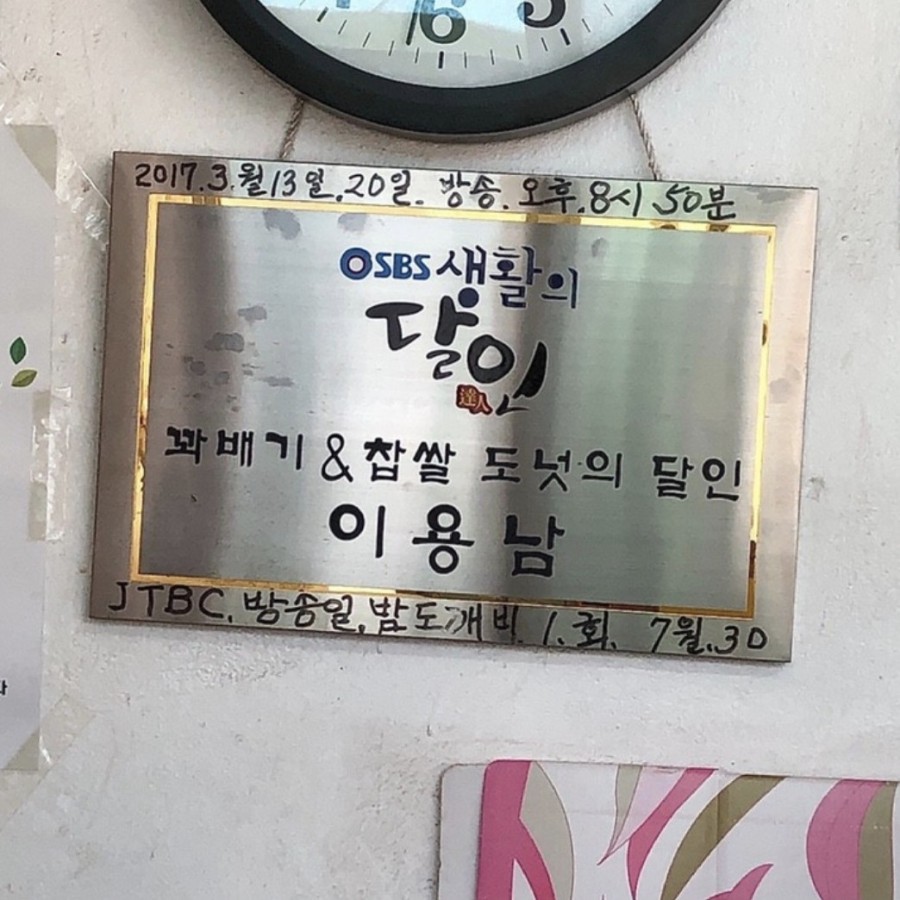 6 5
2017.3.월13일.20일. 방송.오후.8시 50분
SBS 생활의
달인
達人
꽈배기 & 찹쌀 도넛의 달인
이용남
JTBC.방송일.밤도깨비.1.회. 7월.30